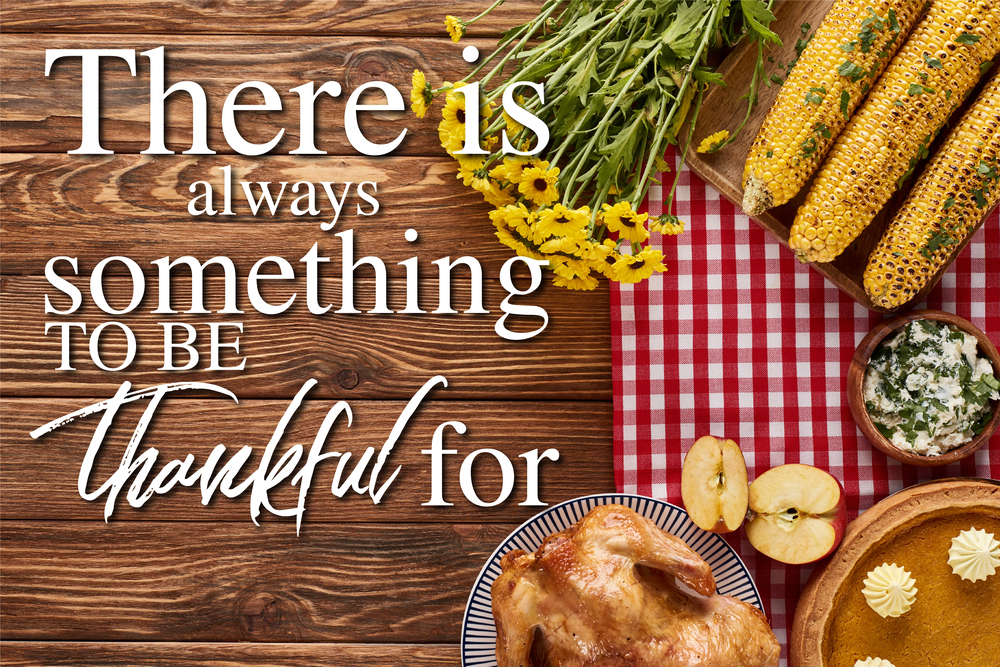 There is
always
something
TO BE
Thankful for